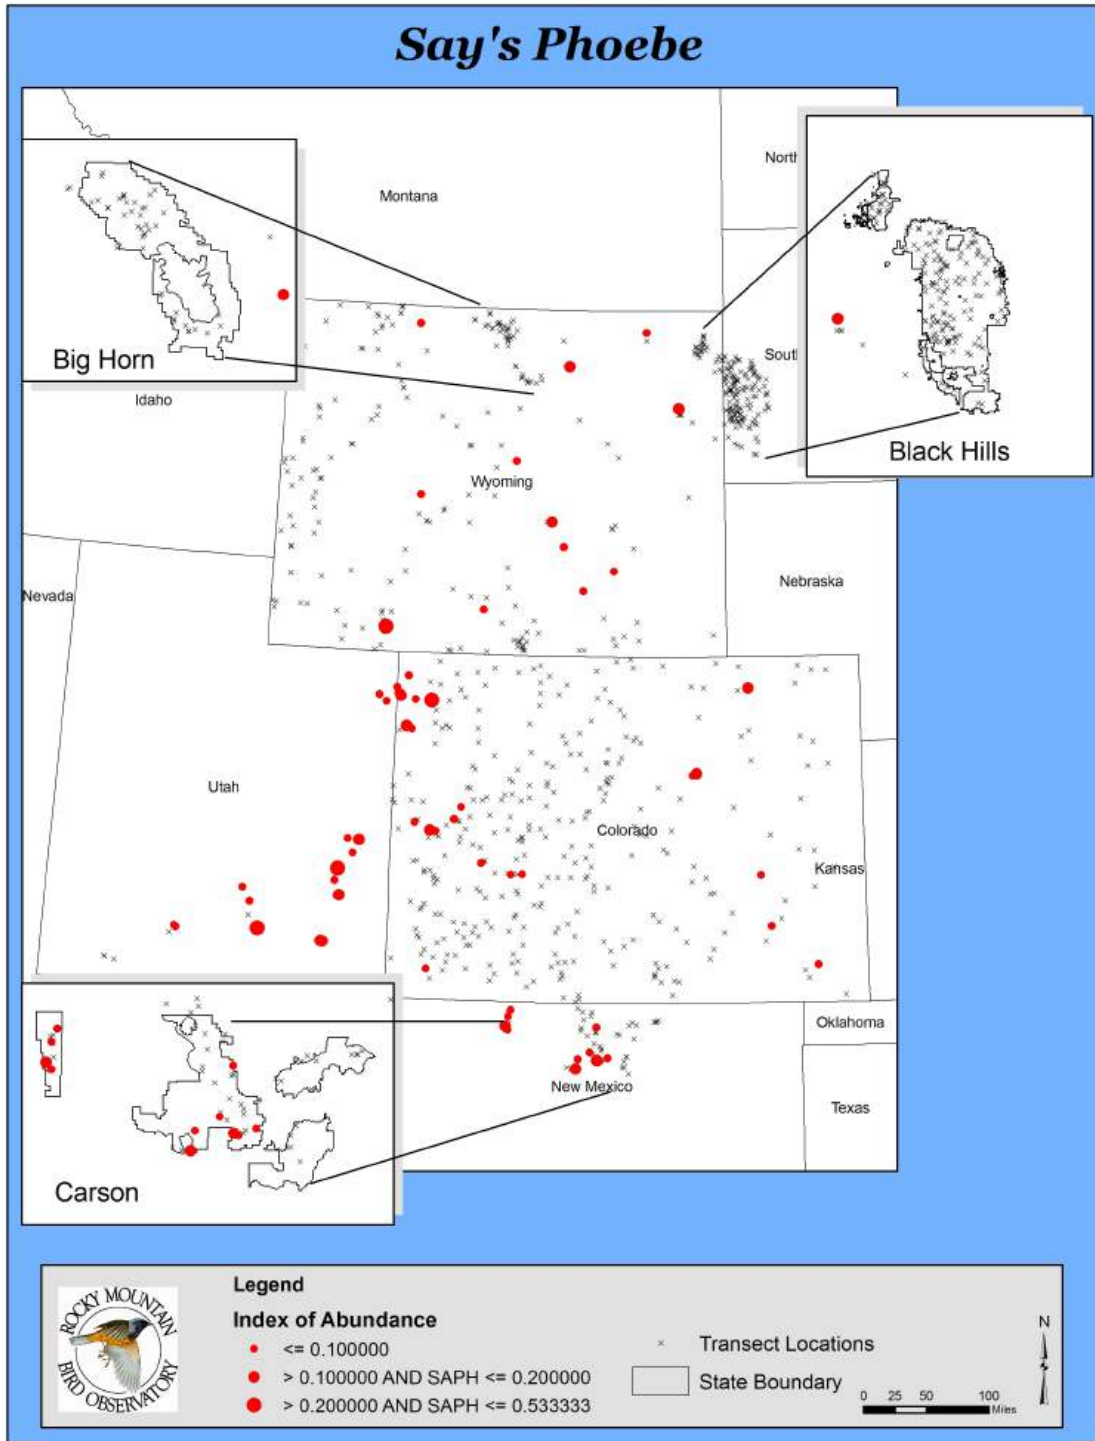 Say's Phoebe
Montana
North
Big Horn
Idaho
South
Black Hills
Wyoming
Nebraska
Nevada
Utah
Colorado
Kansas
Oklahoma
New Mexico
Texas
Carson
Legend
Index of Abundance
<= 0.100000
> 0.100000 AND SAPH <= 0.200000
> 0.200000 AND SAPH <= 0.533333
Transect Locations
State Boundary
N
0 25 50 100
Miles
ROCKY MOUNTAIN
BIRD OBSERVATORY